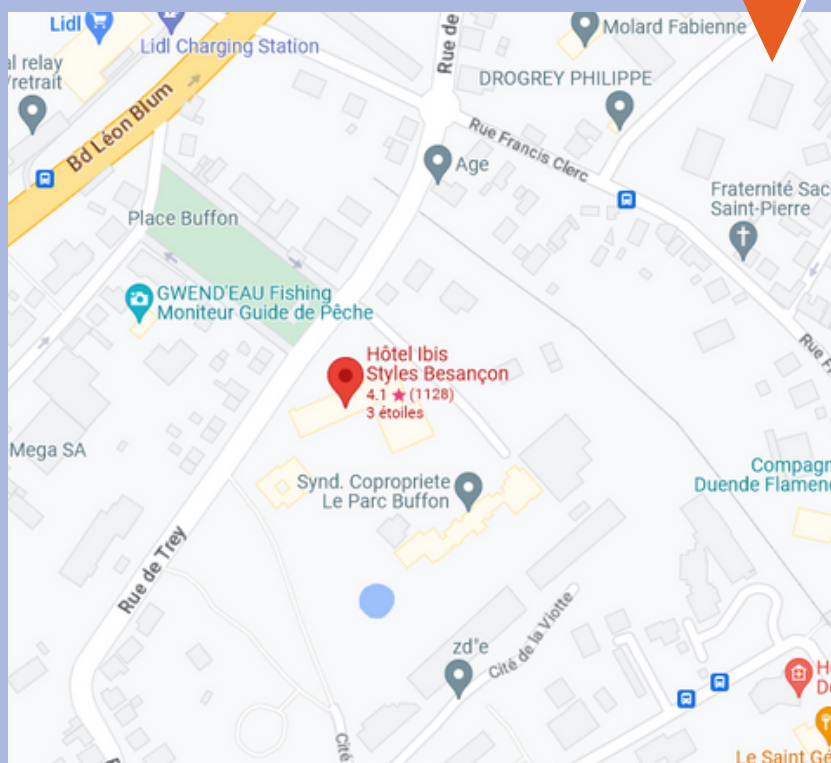 Lidl
Lidl Charging Station
al relay
/retrait
Bd Léon Blum
Rue de
Molard Fabienne
DROGREY PHILIPPE
Rue Francis Clerc
Age
Fraternité Sac
Saint-Pierre
Place Buffon
GWEND'EAU Fishing
Moniteur Guide de Pêche
Hôtel Ibis
Styles Besançon
4.1 ★ (1128)
3 étoiles
Rue F
Mega SA
Synd. Copropriete
Le Parc Buffon
Compagn
Duende Flamenc
Rue de Trey
zd"e
Cité de la Viotte
Cité
Le Saint Gé